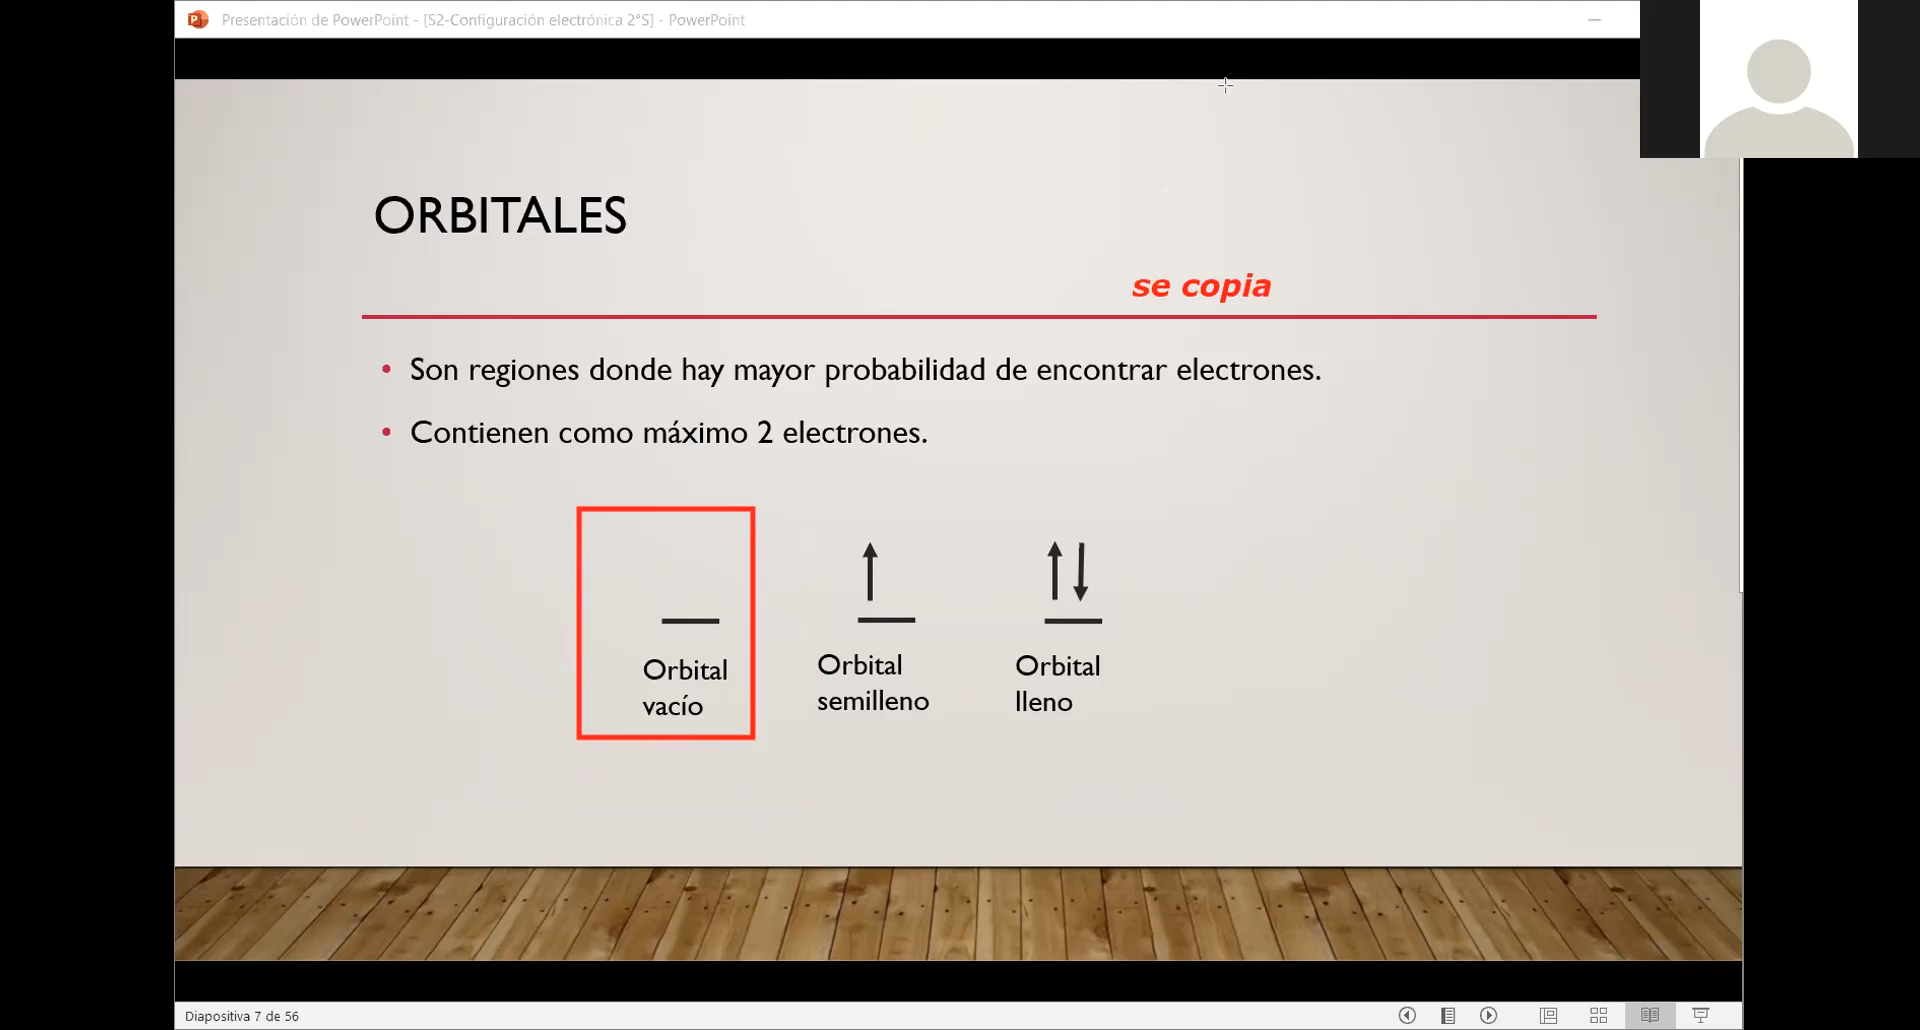 Presentación de PowerPoint - [S2-Configuración electrónica 2°S] - PowerPoint
ORBITALES
se copia
• Son regiones donde hay mayor probabilidad de encontrar electrones.
• Contienen como máximo 2 electrones.
Orbital
vacío
Orbital
semilleno
Orbital
lleno
Diapositiva 7 de 56